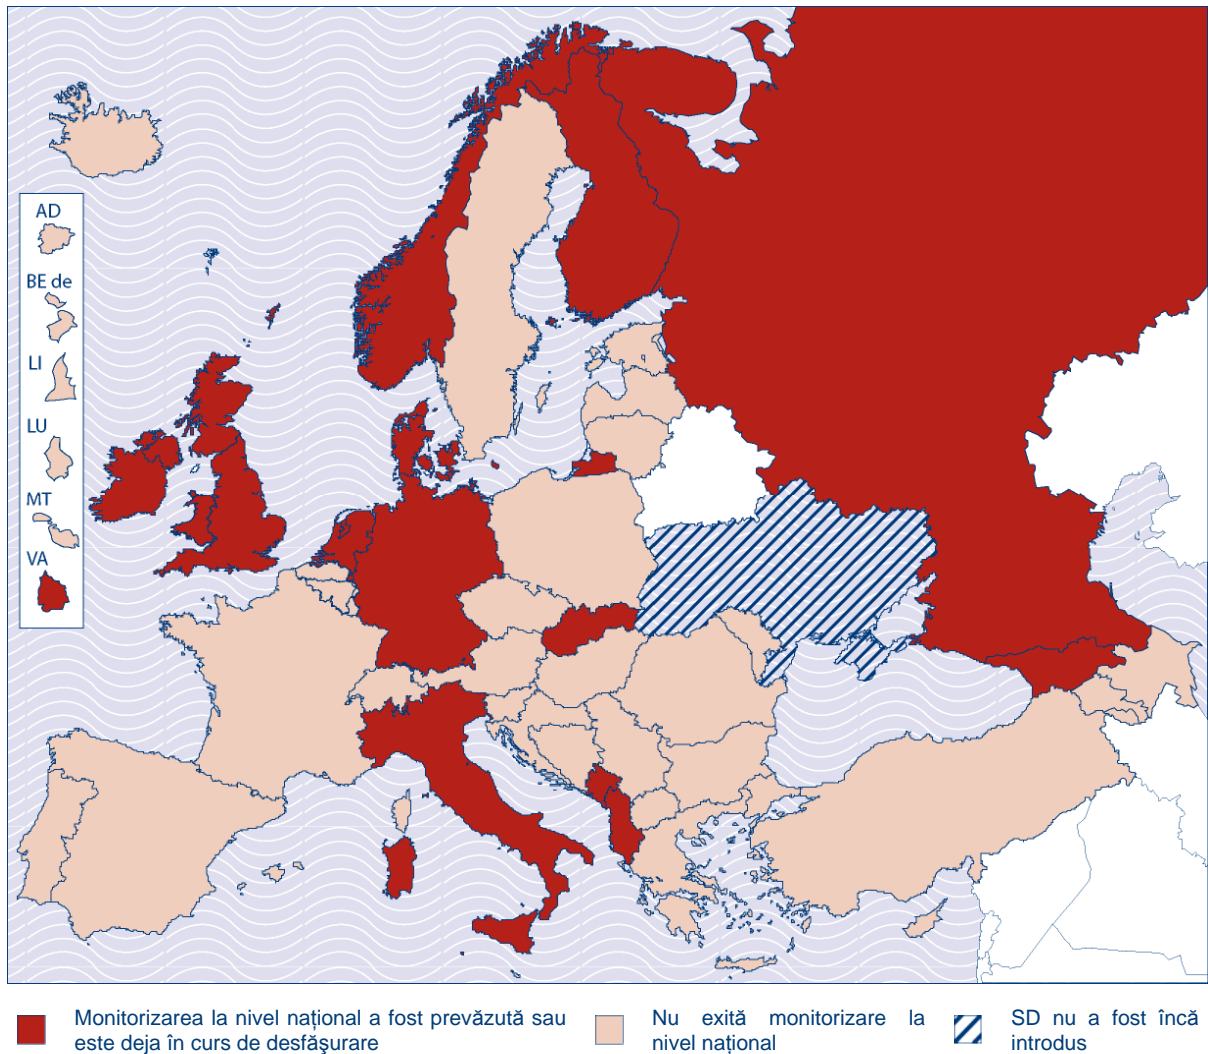 AD
BE de
LI
LU
MT
VA
Monitorizarea la nivel național a fost prevăzută sau
este deja în curs de desfăşurare
Nu exită monitorizare la
nivel național
SD nu a fost încă
introdus